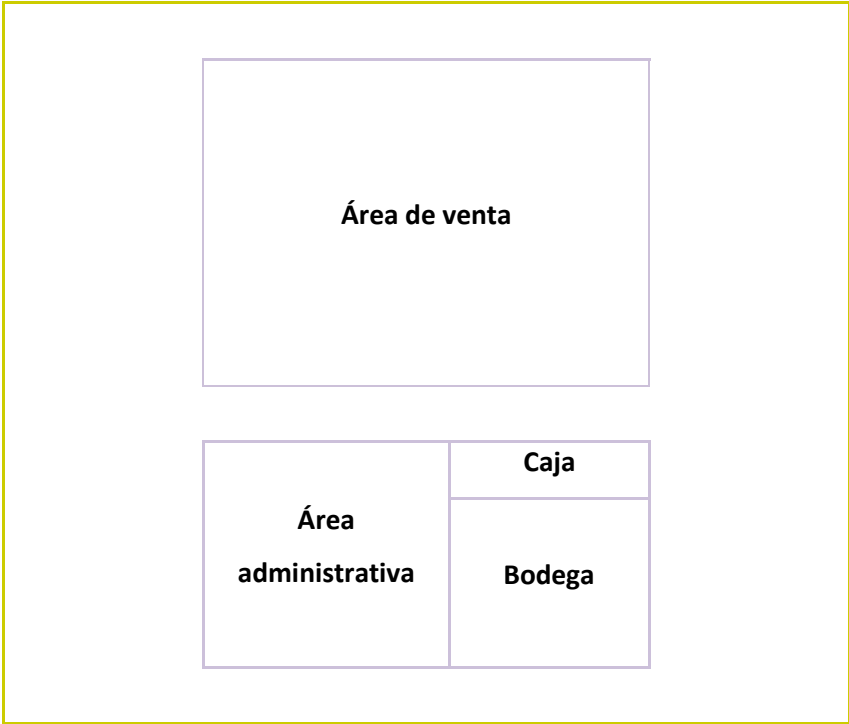 Área de venta
Caja
Área
administrativa
Bodega